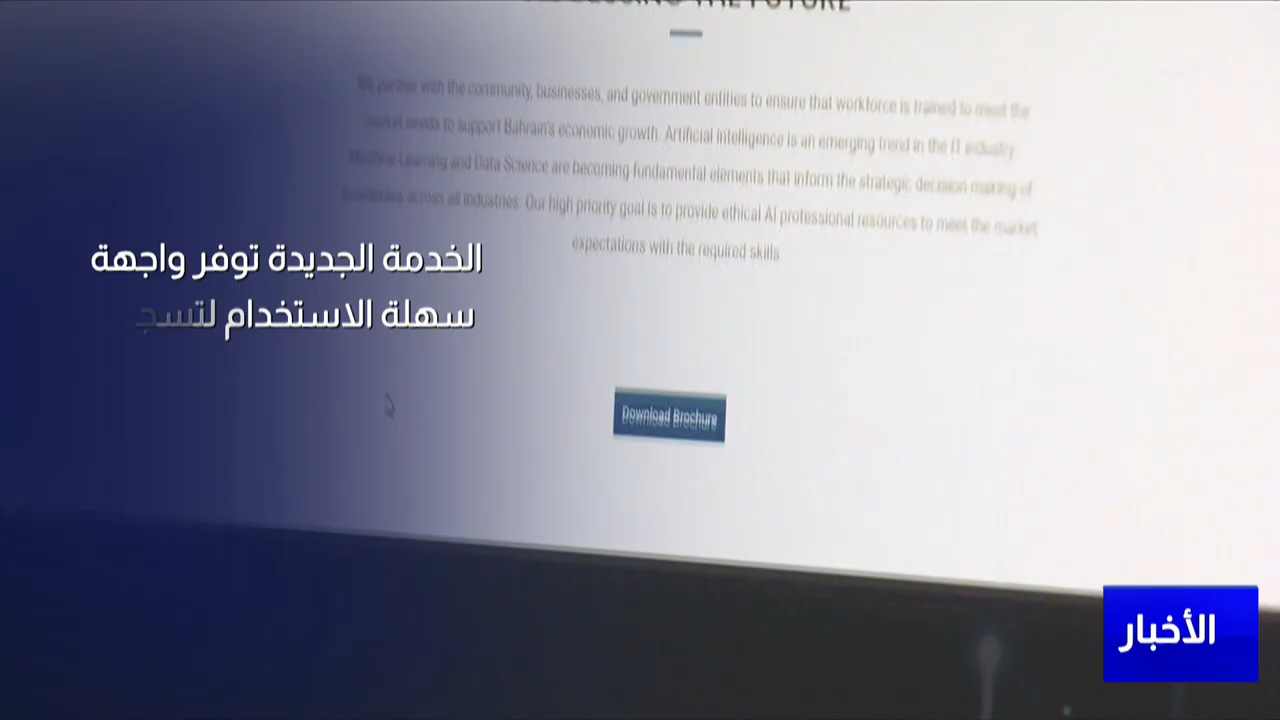 THE FUTURE
We partner with the community, businesses, and government entities to ensure that workforce is trained to meet the
market needs to support Bahrain's economic growth. Artificial Intelligence is an emerging trend in the IT industry.
Machine Learning and Data Science are becoming fundamental elements that inform the strategic decision making of
businesses across all industries. Our high priority goal is to provide ethical AI professional resources to meet the market
expectations with the required skills
الخدمة الجديدة توفر واجهة
سهلة الاستخدام لتسج
Download Brochure
الأخبار